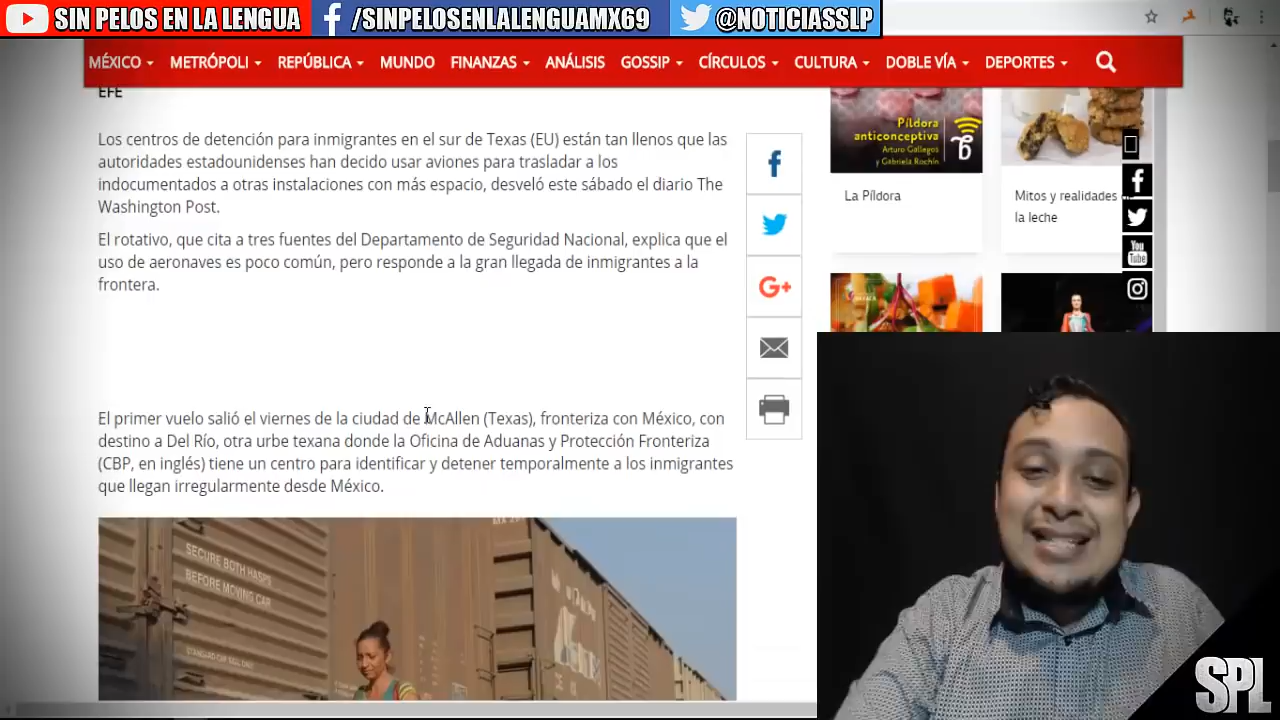 SIN PELOS EN LA LENGUA
/SINPELOSENLALENGUAMX69
@NOTICIASSLP
MÉXICO
METRÓPOLI
REPÚBLICA
MUNDO
FINANZAS
ANÁLISIS
GOSSIP
CÍRCULOS
CULTURA
DOBLE VÍA
DEPORTES
EFE
Los centros de detención para inmigrantes en el sur de Texas (EU) están tan llenos que las
autoridades estadounidenses han decido usar aviones para trasladar a los
indocumentados a otras instalaciones con más espacio, desveló este sábado el diario The
Washington Post.
El rotativo, que cita a tres fuentes del Departamento de Seguridad Nacional, explica que el
uso de aeronaves es poco común, pero responde a la gran llegada de inmigrantes a la
frontera.
El primer vuelo salió el viernes de la ciudad de McAllen (Texas), fronteriza con México, con
destino a Del Río, otra urbe texana donde la Oficina de Aduanas y Protección Fronteriza
(CBP, en inglés) tiene un centro para identificar y detener temporalmente a los inmigrantes
que llegan irregularmente desde México.
SECURE BOTH HASPS
BEFORE MOVING CAR
G+
Píldora
anticonceptiva
Arturo Gallegos
y Gabriela Rochín
La Píldora
Mitos y realidades
la leche
You
Tube
SPL